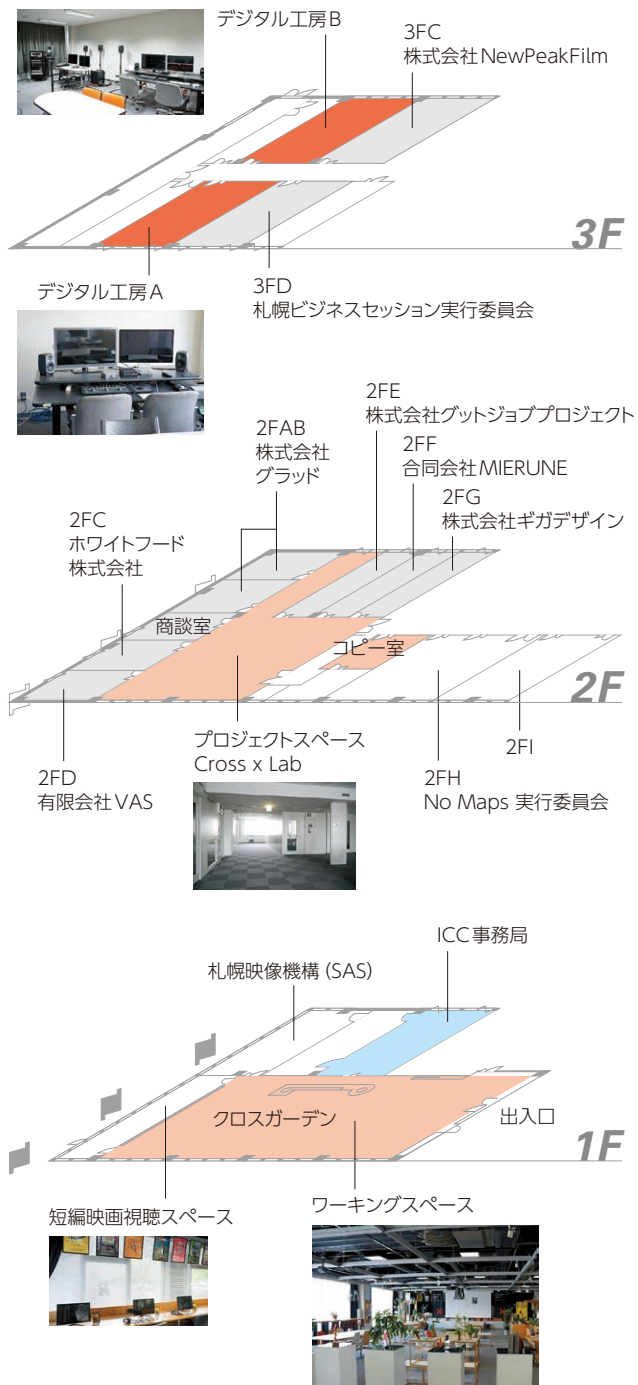 デジタル工房B
3FC
株式会社NewPeakFilm
3F
デジタル工房A
3FD
札幌ビジネスセッション実行委員会
2FE
株式会社グットジョブプロジェクト
2FAB
株式会社
グラッド
2FF
合同会社MIERUNE
2FG
株式会社ギガデザイン
2FC
ホワイトフード
株式会社
商談室
コピー室
2F
プロジェクトスペース
Cross x Lab
2FI
2FD
有限会社VAS
2FH
No Maps 実行委員会
ICC事務局
札幌映像機構 (SAS)
クロスガーデン
出入口
1F
短編映画視聴スペース
ワーキングスペース